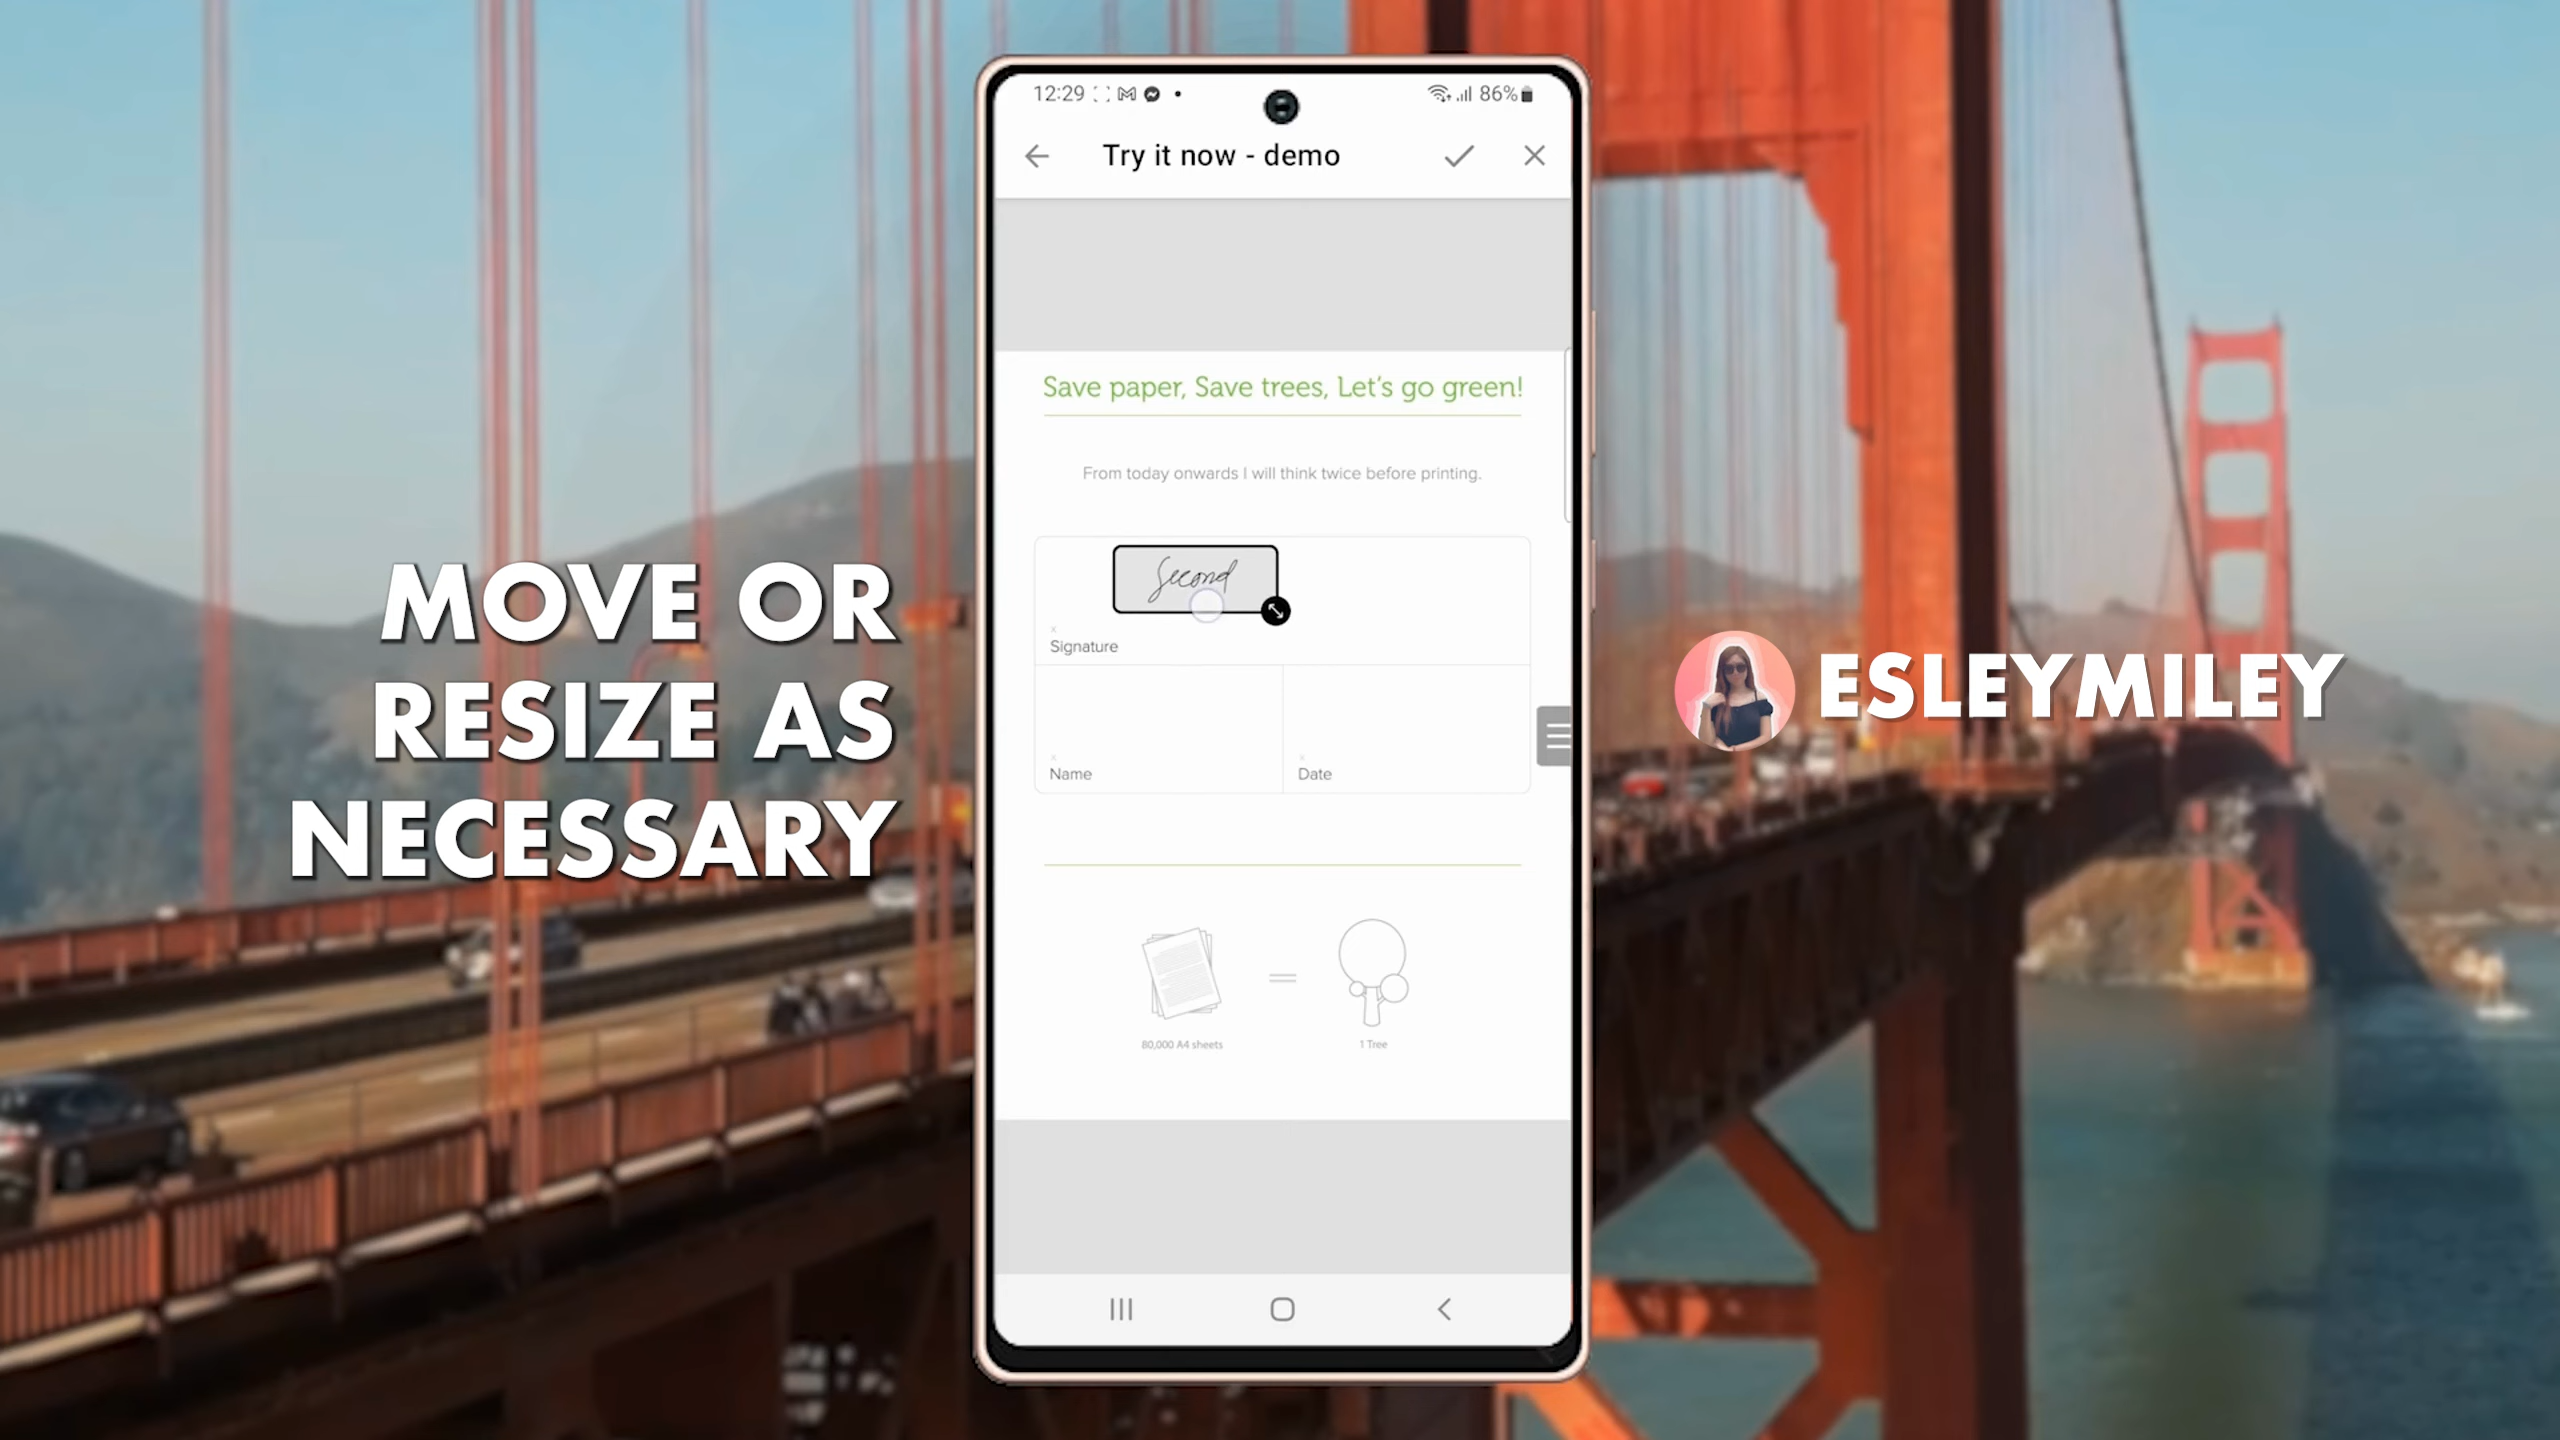 MOVE OR
RESIZE AS
NECESSARY
12:29
86%
Try it now - demo
Save paper, Save trees, Let's go green!
From today onwards I will think twice before printing.
Second
x
Signature
x
Name
x
Date
80,000 A4 sheets
=
1 Tree
ESLEYMILEY